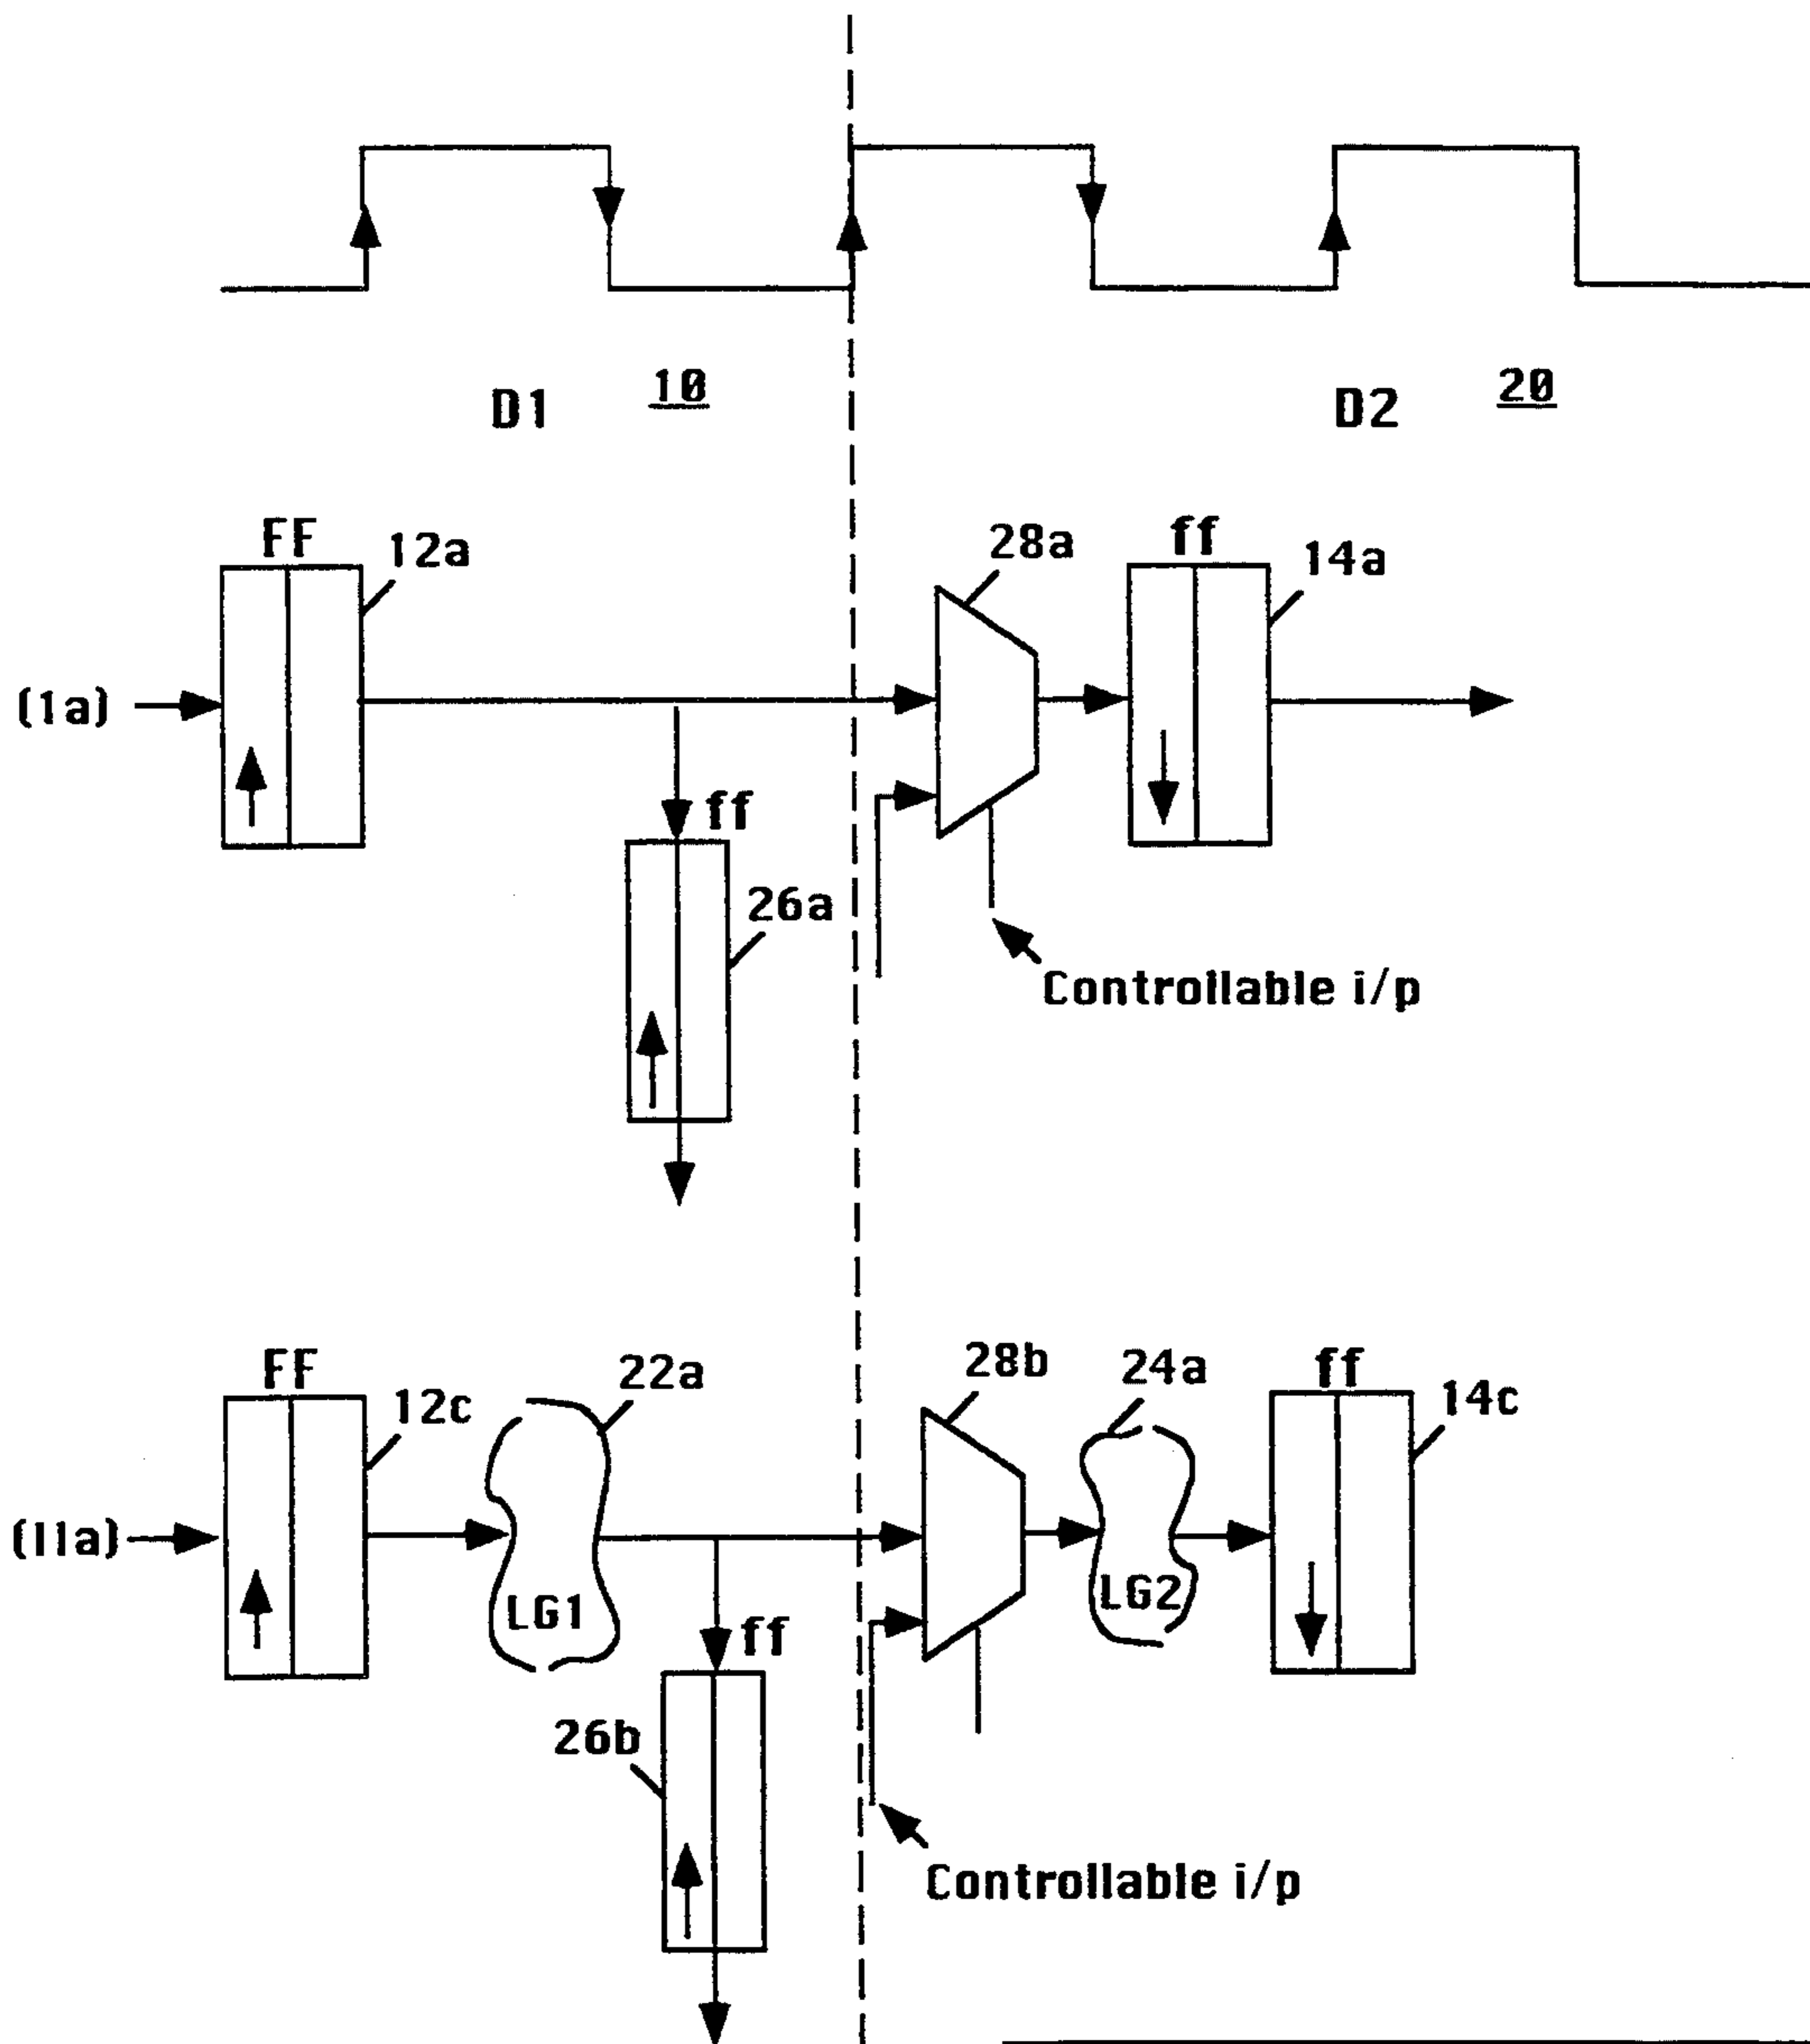 D1
10
D2
20
FF
12a
28a
ff
14a
(1a)
ff
26a
Controllable i/p
FF
12c
22a
28b
24a
ff
14c
(11a)
LG1
LG2
ff
26b
Controllable i/p